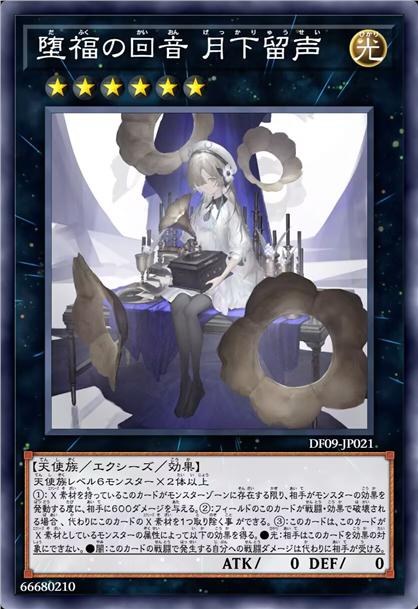 堕福の回音 月下留声
光
DF09-JP021
【天使族／エクシーズ／効果】
天使族レベル6モンスター×2体以上
①：Ｘ素材を持っているこのカードがモンスターゾーンに存在する限り、相手がモンスターの効果を
発動する度に、相手に600ダメージを与える。②：フィールドのこのカードが戦闘・効果で破壊され
る場合、代わりにこのカードのＸ素材を1つ取り除く事ができる。③：このカードは、このカードが
Ｘ素材としているモンスターの属性によって以下の効果を得る。●光：相手はこのカードを効果の対
象にできない。●闇：このカードの戦闘で発生する自分への戦闘ダメージは代わりに相手が受ける。
ATK/ 0 DEF/ 0
66680210